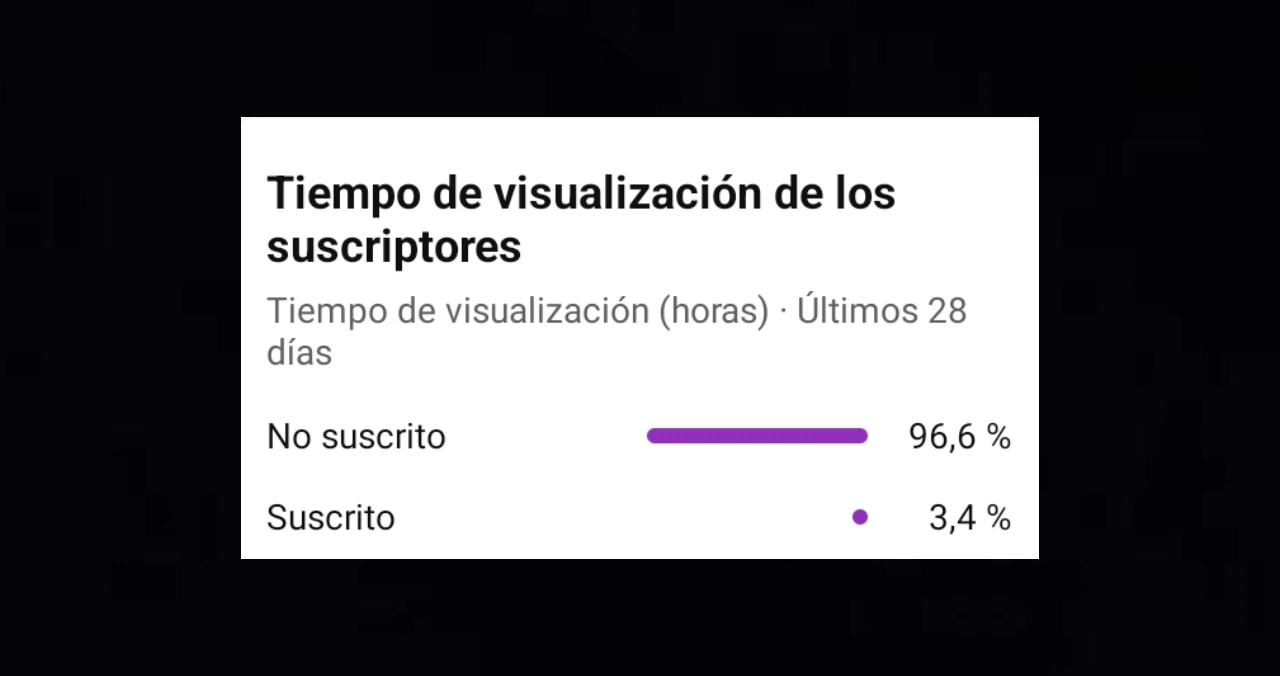 Tiempo de visualización de los
suscriptores
Tiempo de visualización (horas) · Últimos 28
días
No suscrito 96,6 %
Suscrito 3,4 %